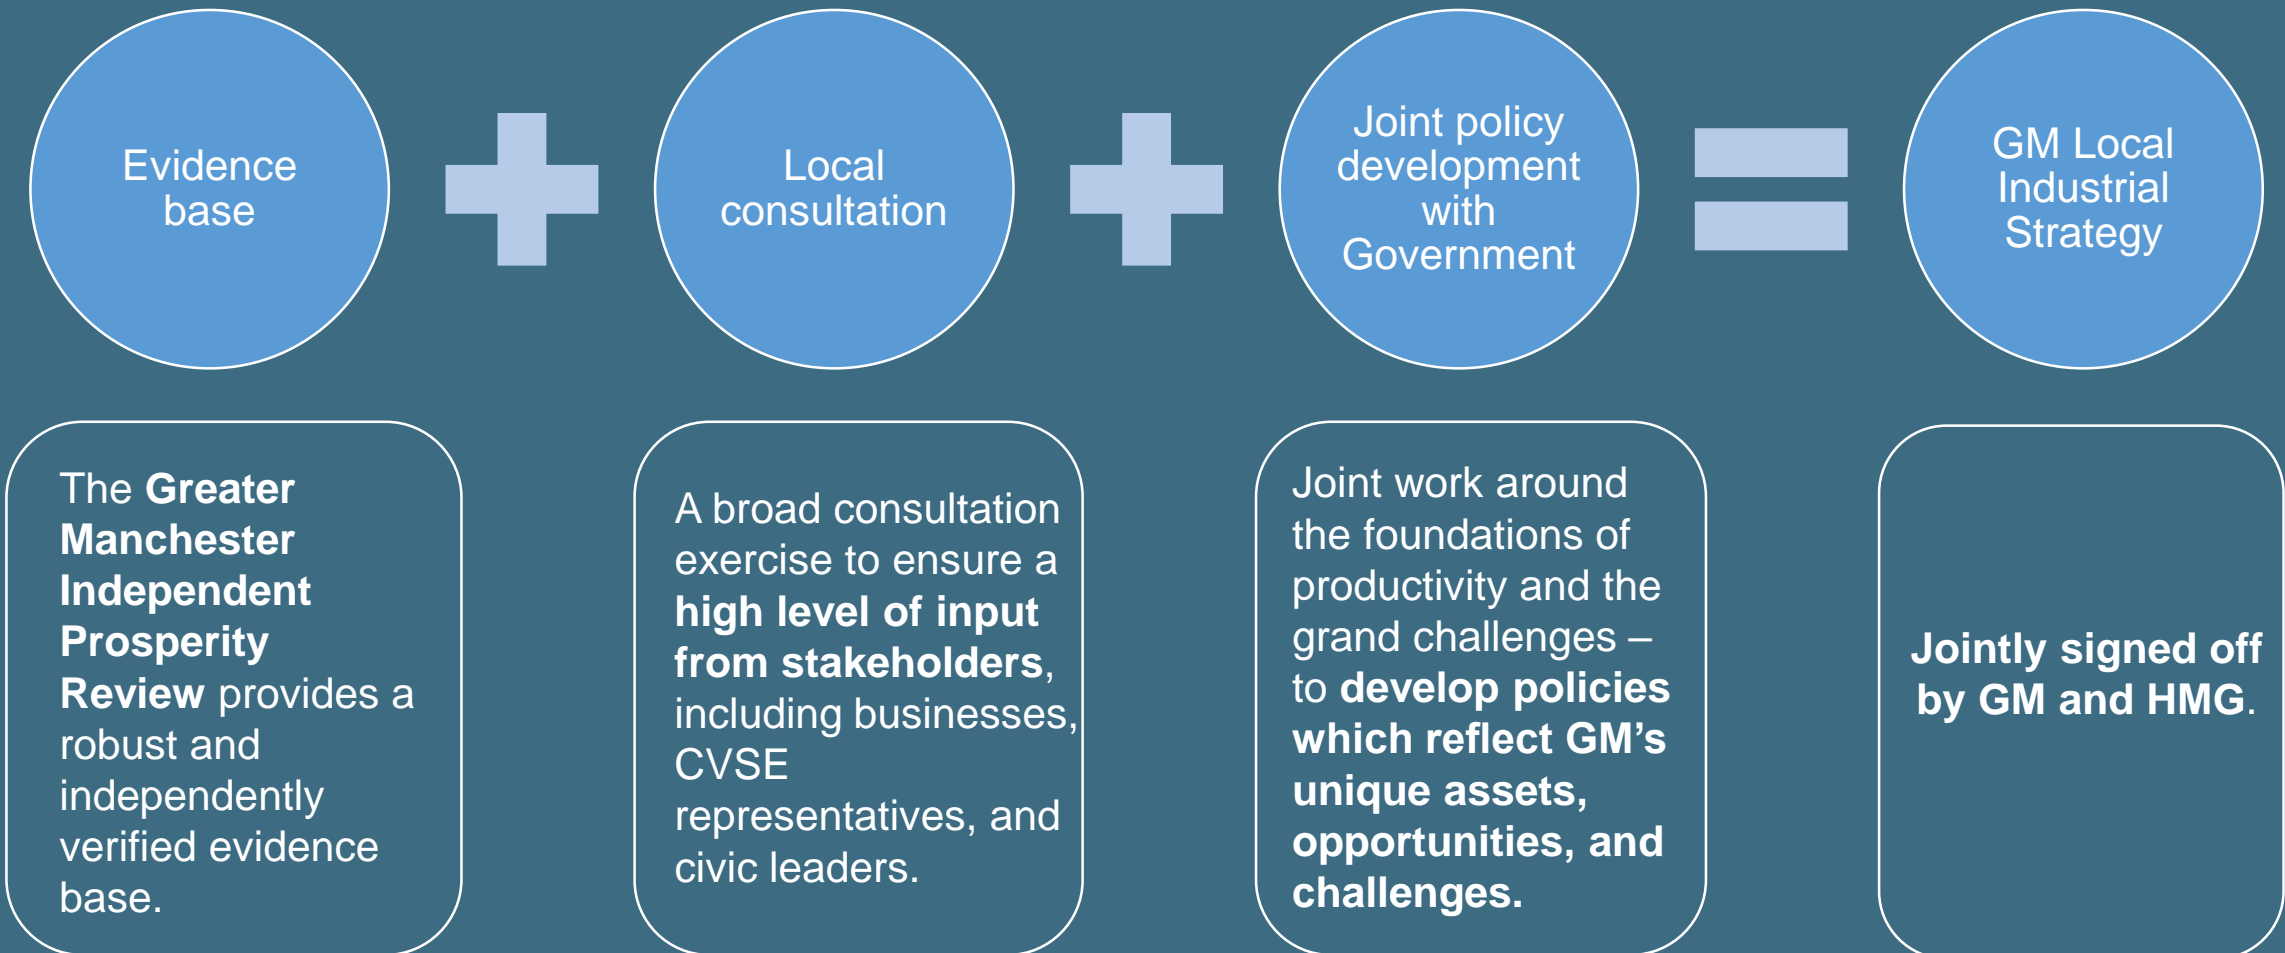 Evidence
base
Local
consultation
Joint policy
development
with
Government
GM Local
Industrial
Strategy
The Greater
Manchester
Independent
Prosperity
Review provides a
robust and
independently
verified evidence
base.
A broad consultation
exercise to ensure a
high level of input
from stakeholders,
including businesses,
CVSE
representatives, and
civic leaders.
Joint work around
the foundations of
productivity and the
grand challenges –
to develop policies
which reflect GM’s
unique assets,
opportunities, and
challenges.
Jointly signed off
by GM and HMG.